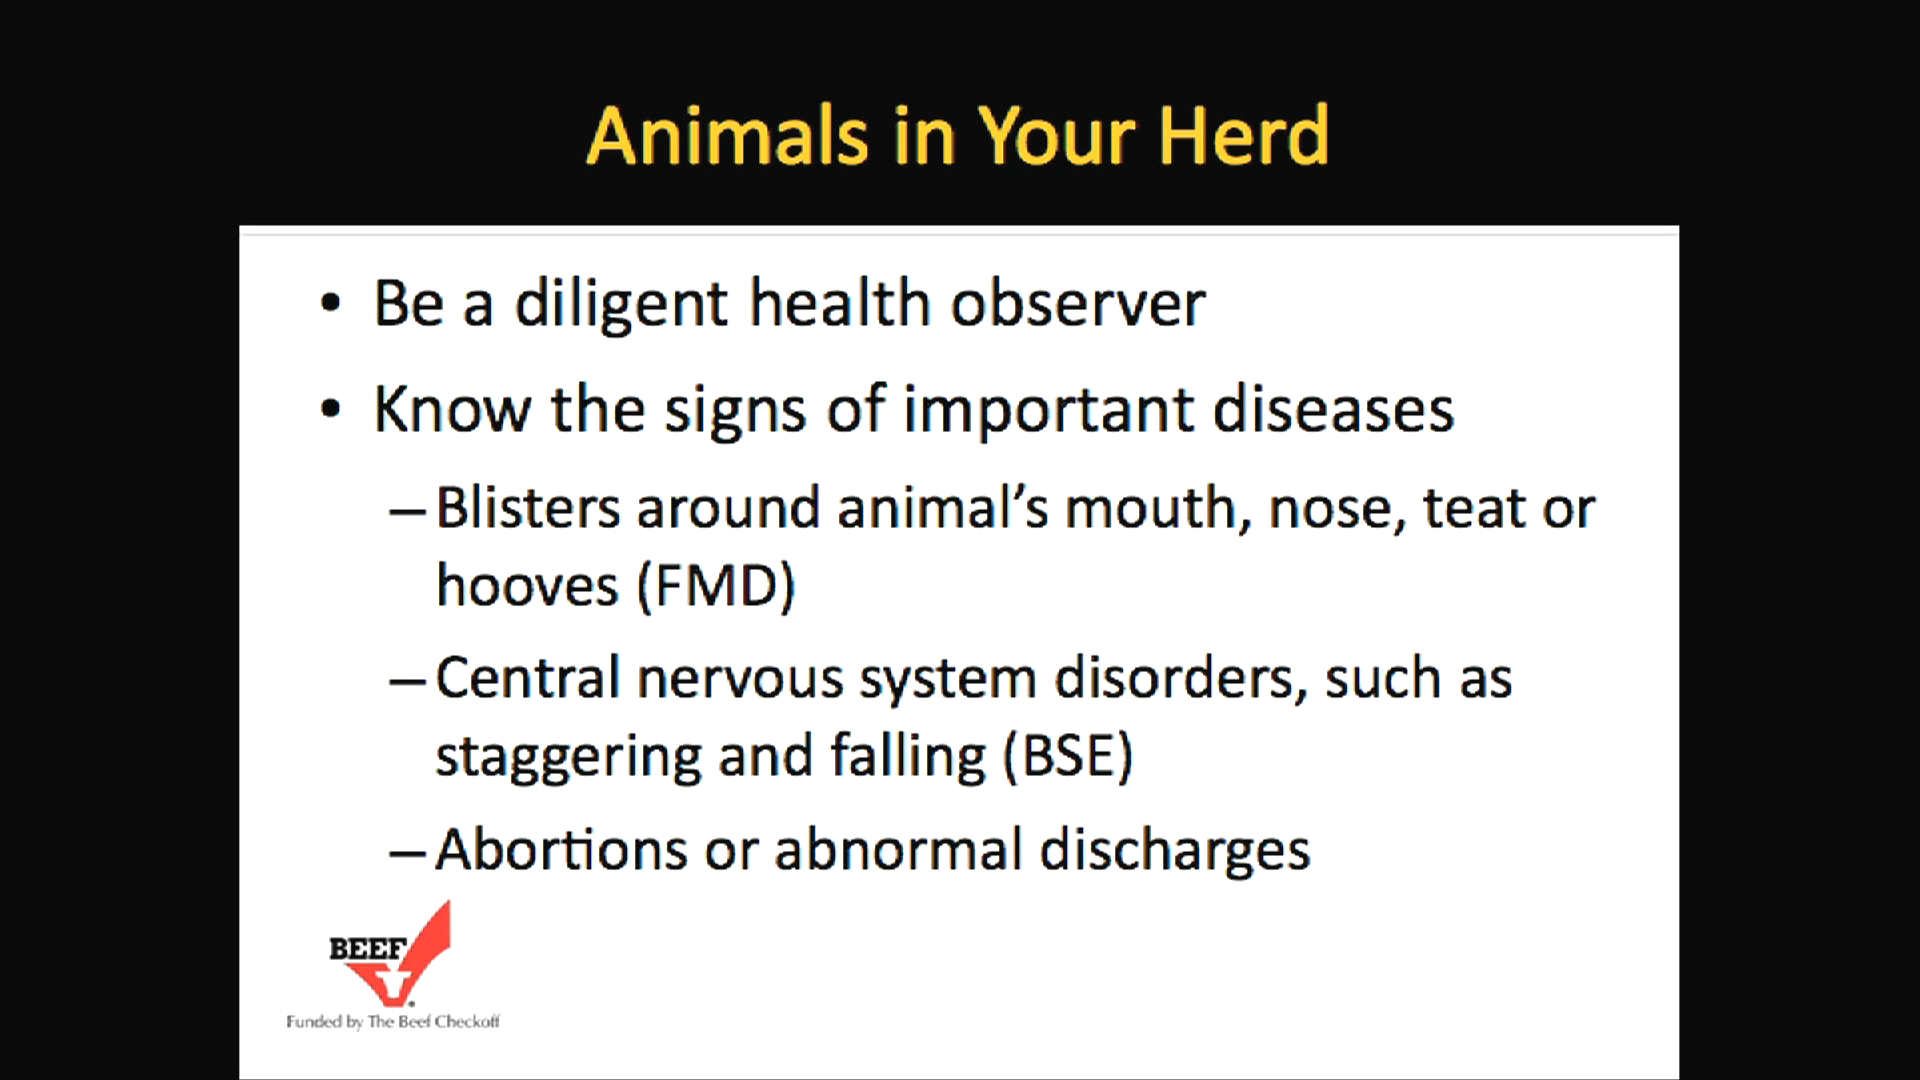 Animals in Your Herd
• Be a diligent health observer
• Know the signs of important diseases
– Blisters around animal’s mouth, nose, teat or
hooves (FMD)
– Central nervous system disorders, such as
staggering and falling (BSE)
– Abortions or abnormal discharges
BEEF
Funded by The Beef Checkoff